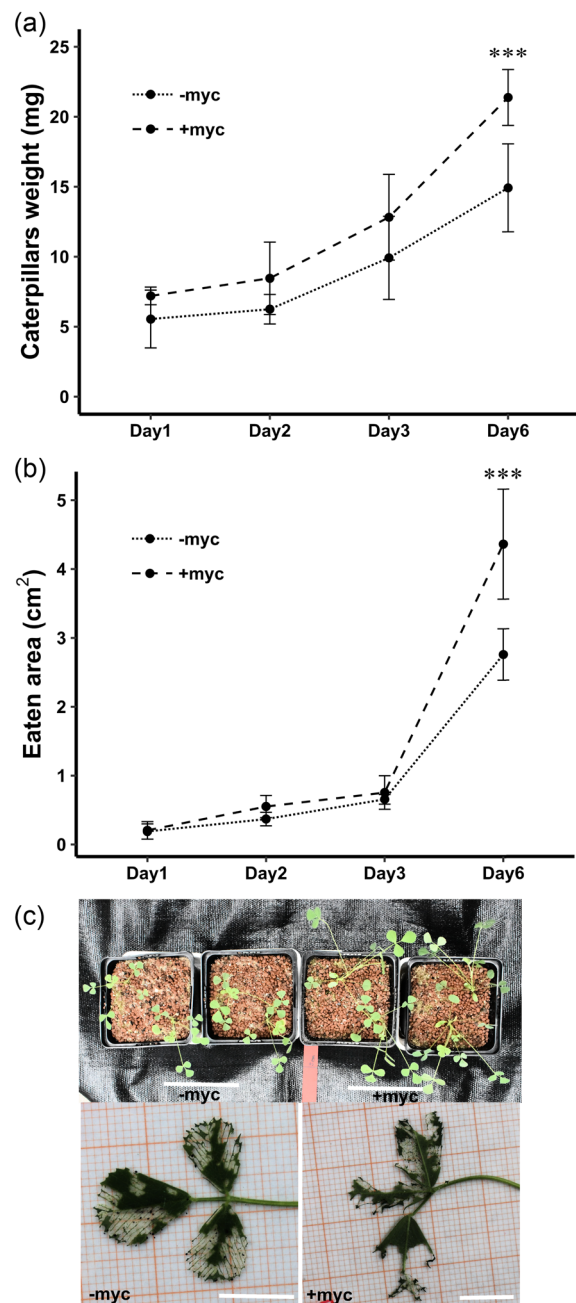 (a)
25
20
15
10
5
0
Caterpillars weight (mg)
-myc
+myc
***
Day1 Day2 Day3 Day6
(b)
5
4
3
2
1
0
Eaten area (cm²)
-myc
+myc
***
Day1 Day2 Day3 Day6
(c)
-myc +myc
-myc +myc